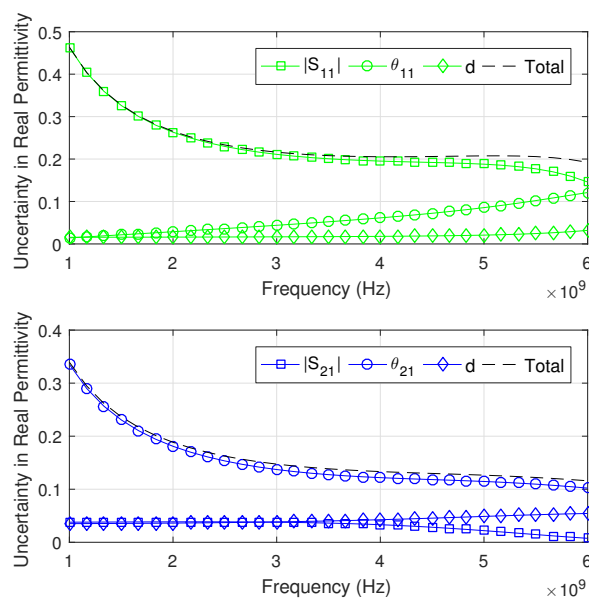 Uncertainty in Real Permittivity
0.5
0.4
0.3
0.2
0.1
0
|S11| θ11 d Total
1 2 3 4 5 6
Frequency (Hz)
×10^9
Uncertainty in Real Permittivity
0.4
0.3
0.2
0.1
0
|S21| θ21 d Total
1 2 3 4 5 6
Frequency (Hz)
×10^9